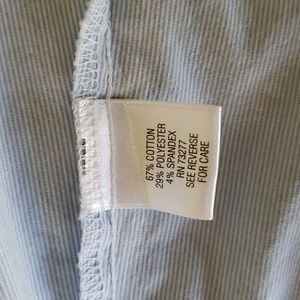 67% COTTON
29% POLYESTER
4% SPANDEX
RN 73277
SEE REVERSE
FOR CARE